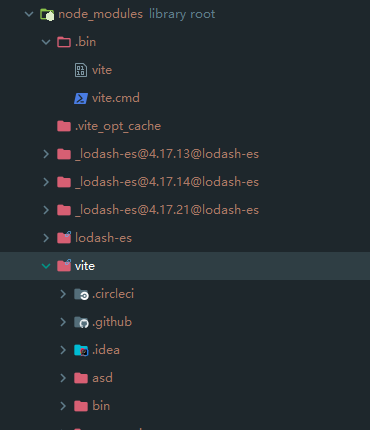 node_modules library root
.bin
vite
vite.cmd
.vite_opt_cache
_lodash-es@4.17.13@lodash-es
_lodash-es@4.17.14@lodash-es
_lodash-es@4.17.21@lodash-es
lodash-es
vite
.circleci
.github
.idea
asd
bin